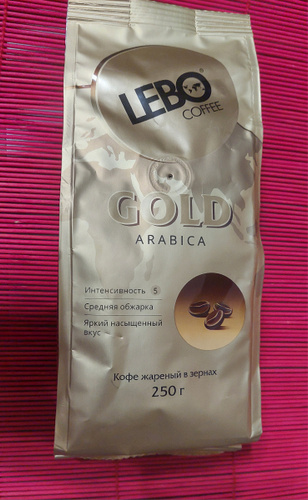 LEBO®
COFFEE
GOLD
ARABICA
Интенсивность 5
Средняя обжарка
Яркий насыщенный
вкус
Кофе жареный в зернах
250 г